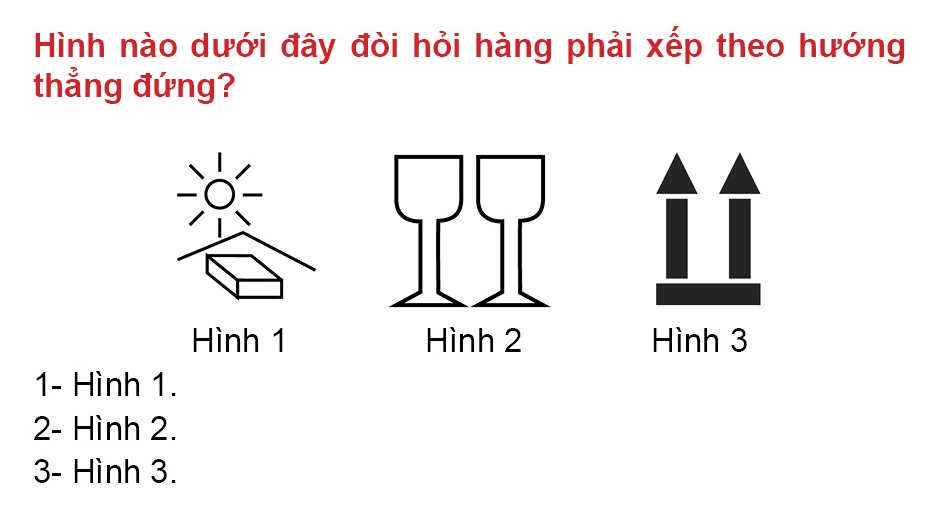 Hình nào dưới đây đòi hỏi hàng phải xếp theo hướng
thẳng đứng?
Hình 1 Hình 2 Hình 3
1- Hình 1.
2- Hình 2.
3- Hình 3.